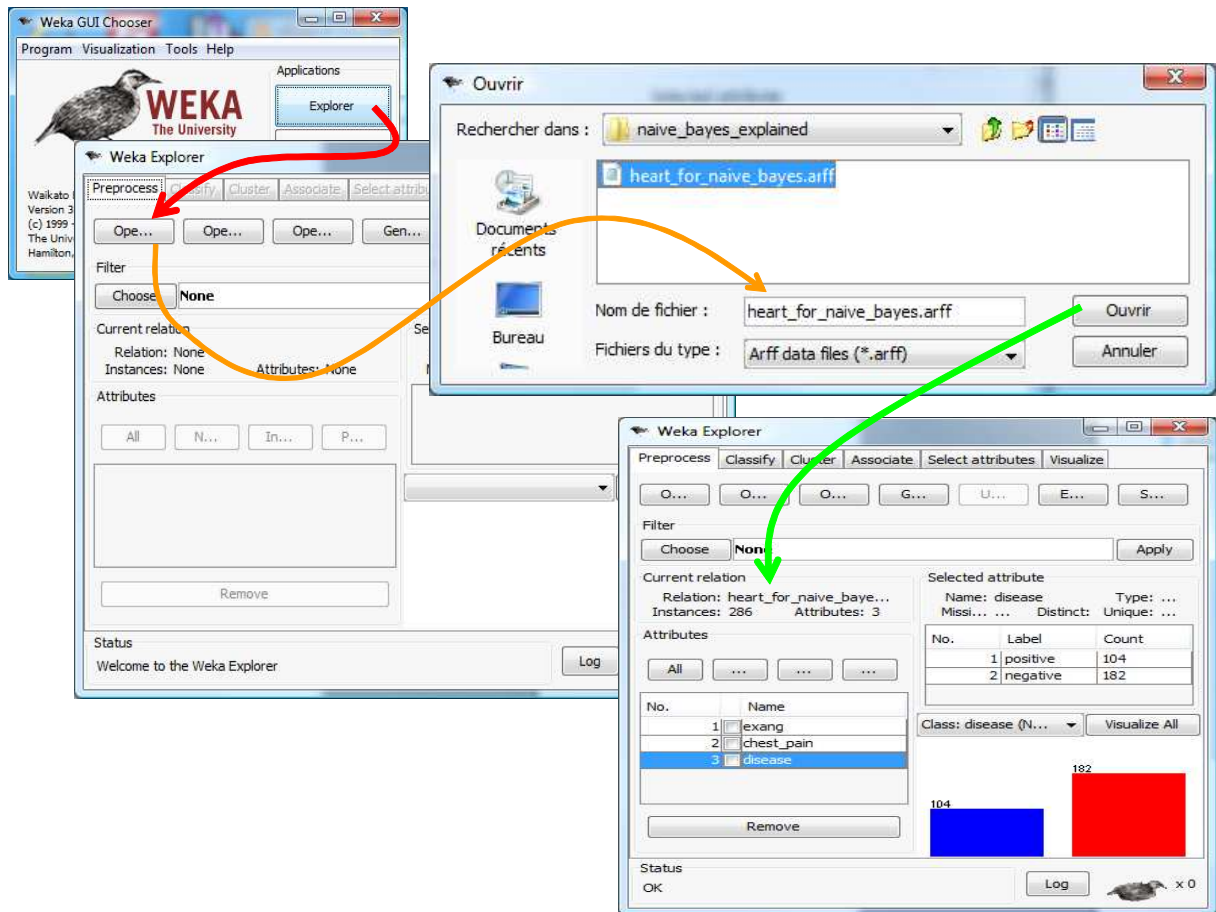 Weka GUI Chooser
Program Visualization Tools Help
Applications
WEKA
The University
Explorer
Waikato
Version 3
(c) 1999 -
The Univ
Hamilton,
Weka Explorer
Preprocess Classify Cluster Associate Select attribu
Ope... Ope... Ope... Gen...
Filter
Choose None
Current relation
Relation: None
Instances: None Attributes: None
Se
Attributes
All N... In... P...
Remove
Status
Welcome to the Weka Explorer
Log
Ouvrir
Rechercher dans : naive_bayes_explained
heart_for_naive_bayes.arff
Documents
récents
Bureau
Nom de fichier : heart_for_naive_bayes.arff Ouvrir
Fichiers du type : Arff data files (*.arff) Annuler
Weka Explorer
Preprocess Classify Cluster Associate Select attributes Visualize
O... O... O... G... U... E... S...
Filter
Choose None Apply
Current relation
Relation: heart_for_naive_baye...
Instances: 286 Attributes: 3
Selected attribute
Name: disease Type: ...
Missi... ... Distinct: Unique: ...
No. Label Count
1 positive 104
2 negative 182
Attributes
All ... ... ...
No. Name
1 exang
2 chest_pain
3 disease
Remove
Class: disease (N... Visualize All
104
182
Status
OK
Log x 0